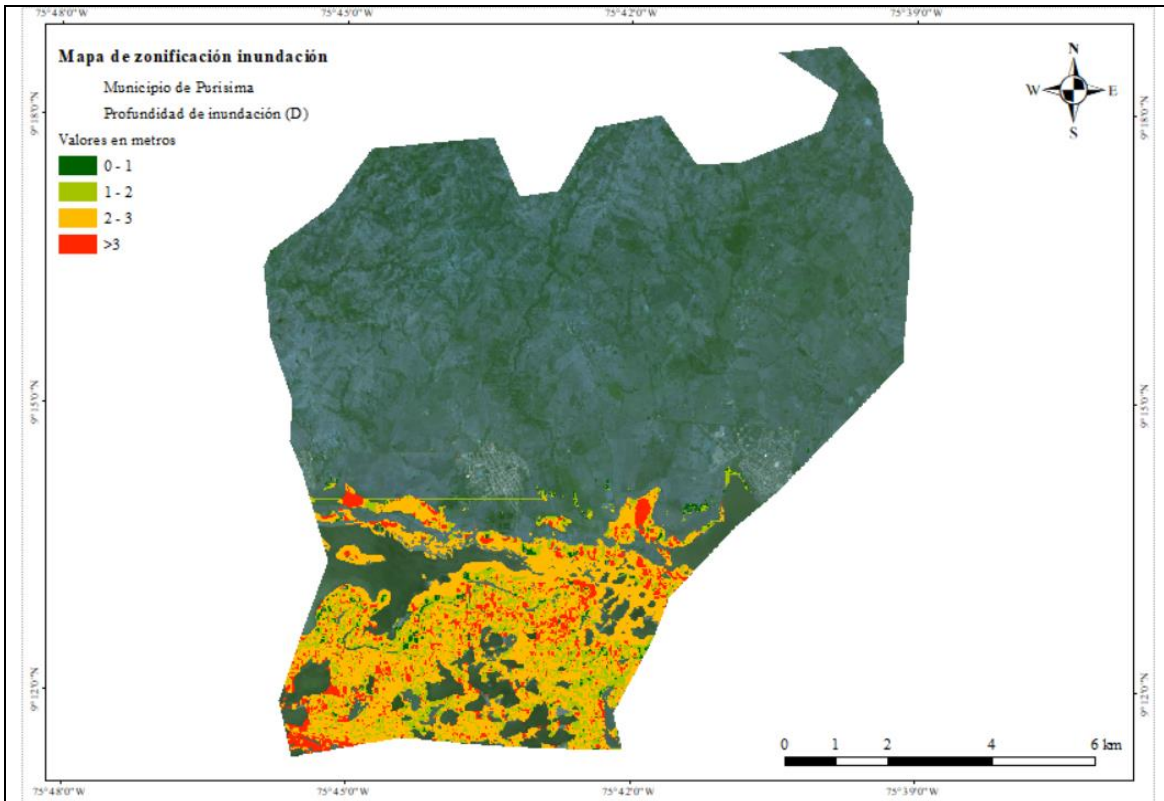 75°48'0"W 75°45'0"W 75°42'0"W 75°39'0"W
Mapa de zonificación inundación
Municipio de Purisima
Profundidad de inundación (D)
Valores en metros
0 - 1
1 - 2
2 - 3
>3
N
W E
S
9°18'0"N 9°18'0"N
9°15'0"N 9°15'0"N
9°12'0"N 9°12'0"N
0 1 2 4 6 km
75°48'0"W 75°45'0"W 75°42'0"W 75°39'0"W